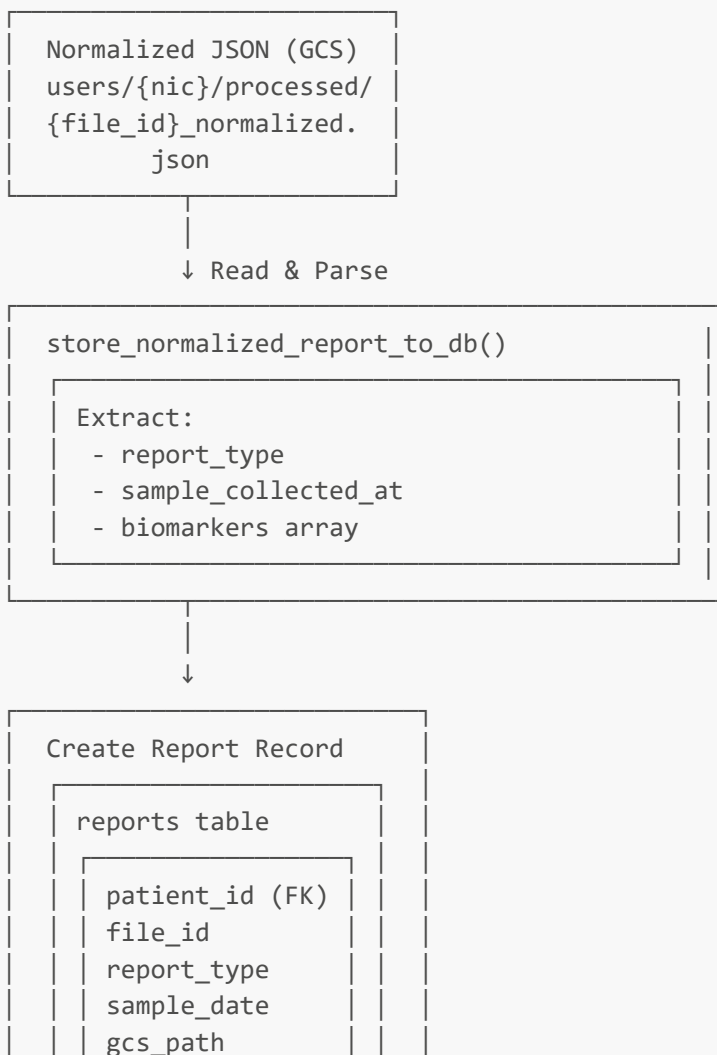 Normalized JSON (GCS)
users/{nic}/processed/
{file_id}_normalized.
json
↓ Read & Parse
store_normalized_report_to_db()
Extract:
- report_type
- sample_collected_at
- biomarkers array
↓
Create Report Record
reports table
patient_id (FK)
file_id
report_type
sample_date
gcs_path